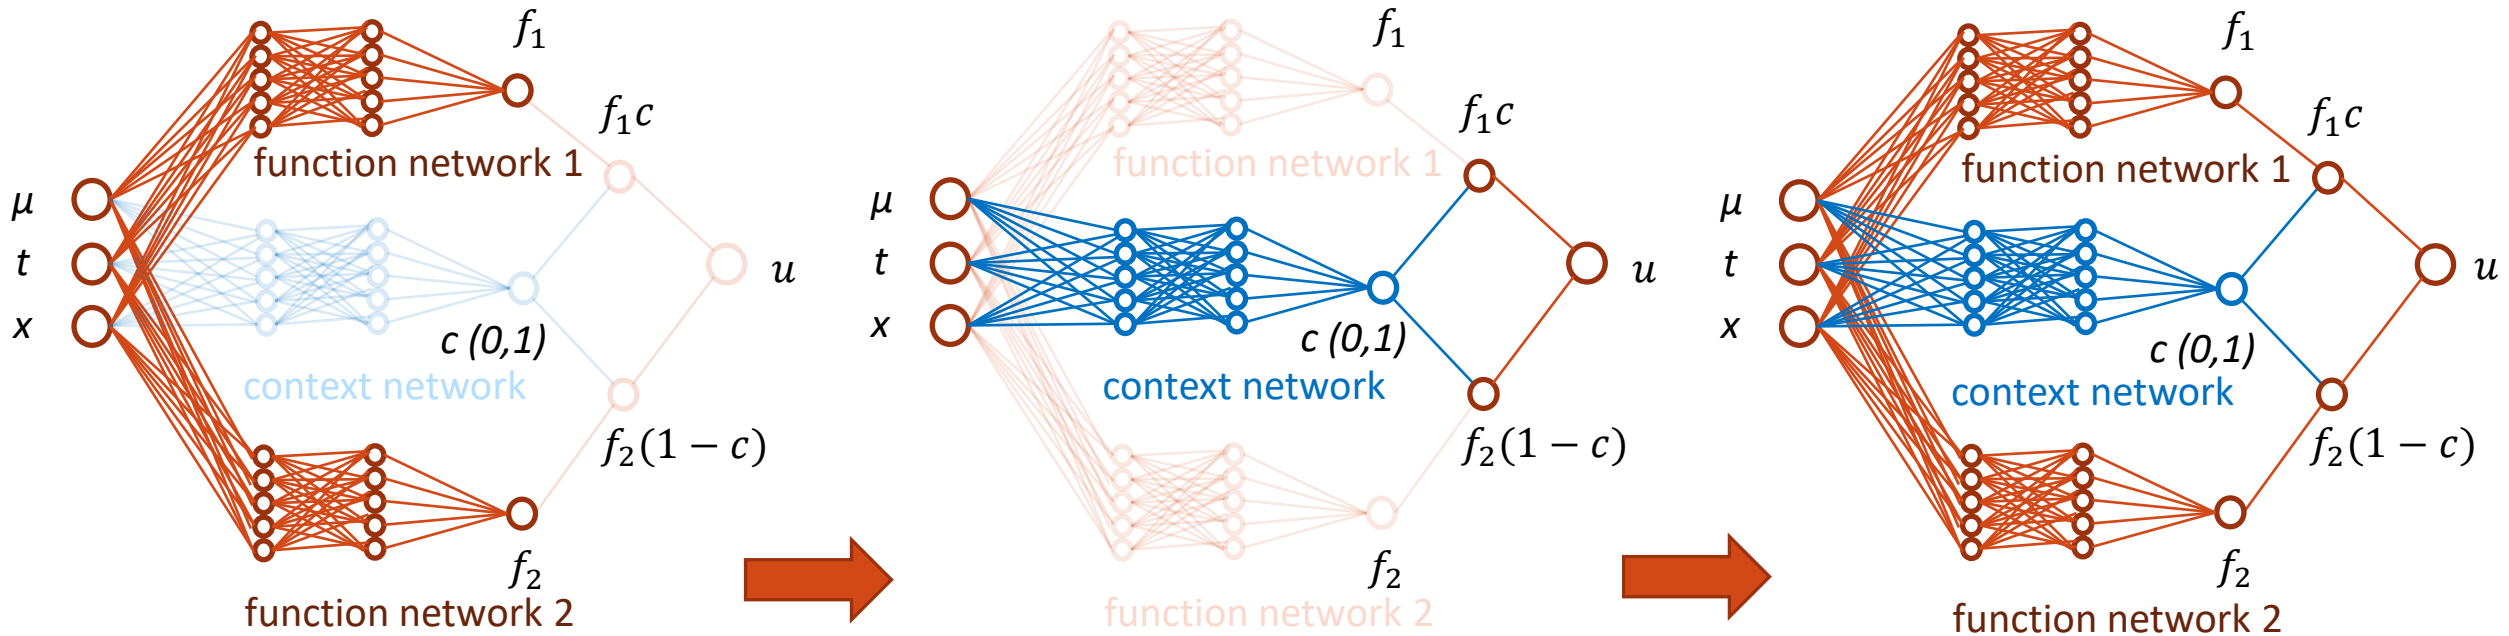 f₁
f₁c
function network 1
μ
t
x
u
c (0,1)
context network
f₂(1 − c)
f₂
function network 2
f₁
f₁c
function network 1
μ
t
x
u
c (0,1)
context network
f₂(1 − c)
f₂
function network 2
f₁
f₁c
function network 1
μ
t
x
u
c (0,1)
context network
f₂(1 − c)
f₂
function network 2